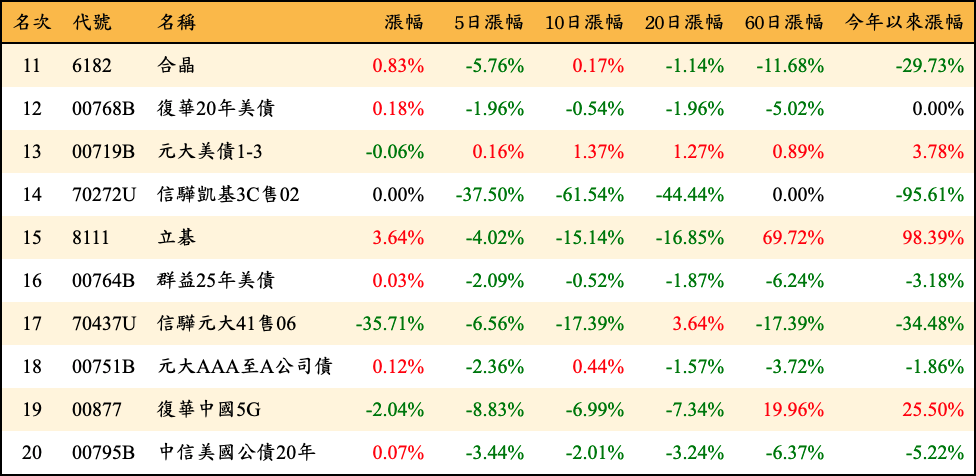 名次 代號 名稱 漲幅 5日漲幅 10日漲幅 20日漲幅 60日漲幅 今年以來漲幅
11 6182 合晶 0.83% -5.76% 0.17% -1.14% -11.68% -29.73%
12 00768B 復華20年美債 0.18% -1.96% -0.54% -1.96% -5.02% 0.00%
13 00719B 元大美債1-3 -0.06% 0.16% 1.37% 1.27% 0.89% 3.78%
14 70272U 信驊凱基3C售02 0.00% -37.50% -61.54% -44.44% 0.00% -95.61%
15 8111 立碁 3.64% -4.02% -15.14% -16.85% 69.72% 98.39%
16 00764B 群益25年美債 0.03% -2.09% -0.52% -1.87% -6.24% -3.18%
17 70437U 信驊元大41售06 -35.71% -6.56% -17.39% 3.64% -17.39% -34.48%
18 00751B 元大AAA至A公司債 0.12% -2.36% 0.44% -1.57% -3.72% -1.86%
19 00877 復華中國5G -2.04% -8.83% -6.99% -7.34% 19.96% 25.50%
20 00795B 中信美國公債20年 0.07% -3.44% -2.01% -3.24% -6.37% -5.22%